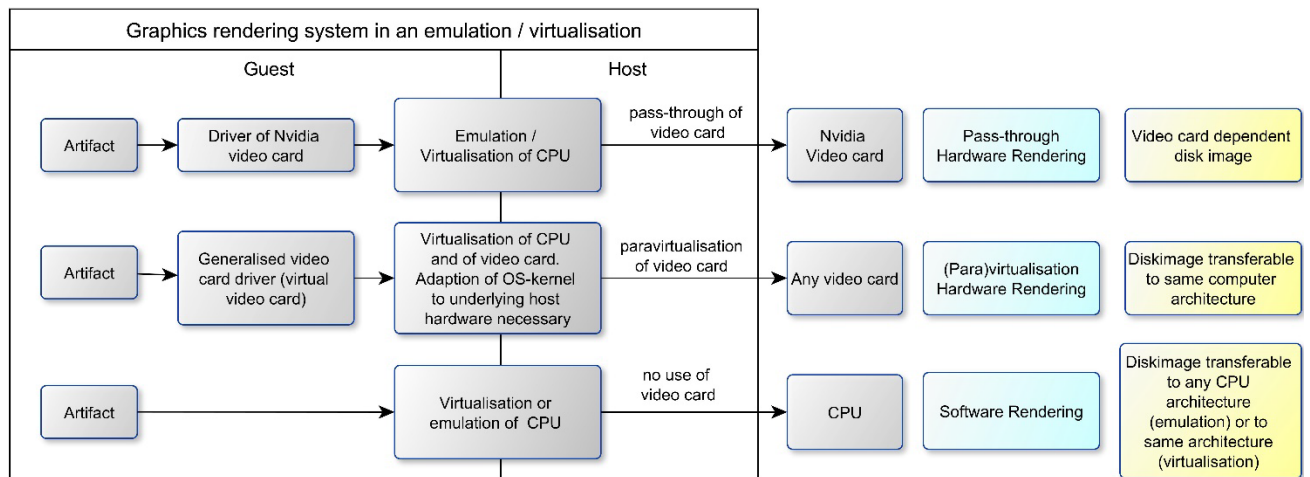 Graphics rendering system in an emulation / virtualisation
Guest
Host
Artifact
Driver of Nvidia
video card
Emulation /
Virtualisation of CPU
pass-through of
video card
Nvidia
Video card
Pass-through
Hardware Rendering
Video card dependent
disk image
Artifact
Generalised video
card driver (virtual
video card)
Virtualisation of CPU
and of video card.
Adaption of OS-kernel
to underlying host
hardware necessary
paravirtualisation
of video card
Any video card
(Para)virtualisation
Hardware Rendering
Diskimage transferable
to same computer
architecture
Artifact
Virtualisation or
emulation of CPU
no use of
video card
CPU
Software Rendering
Diskimage transferable
to any CPU
architecture
(emulation) or to
same architecture
(virtualisation)